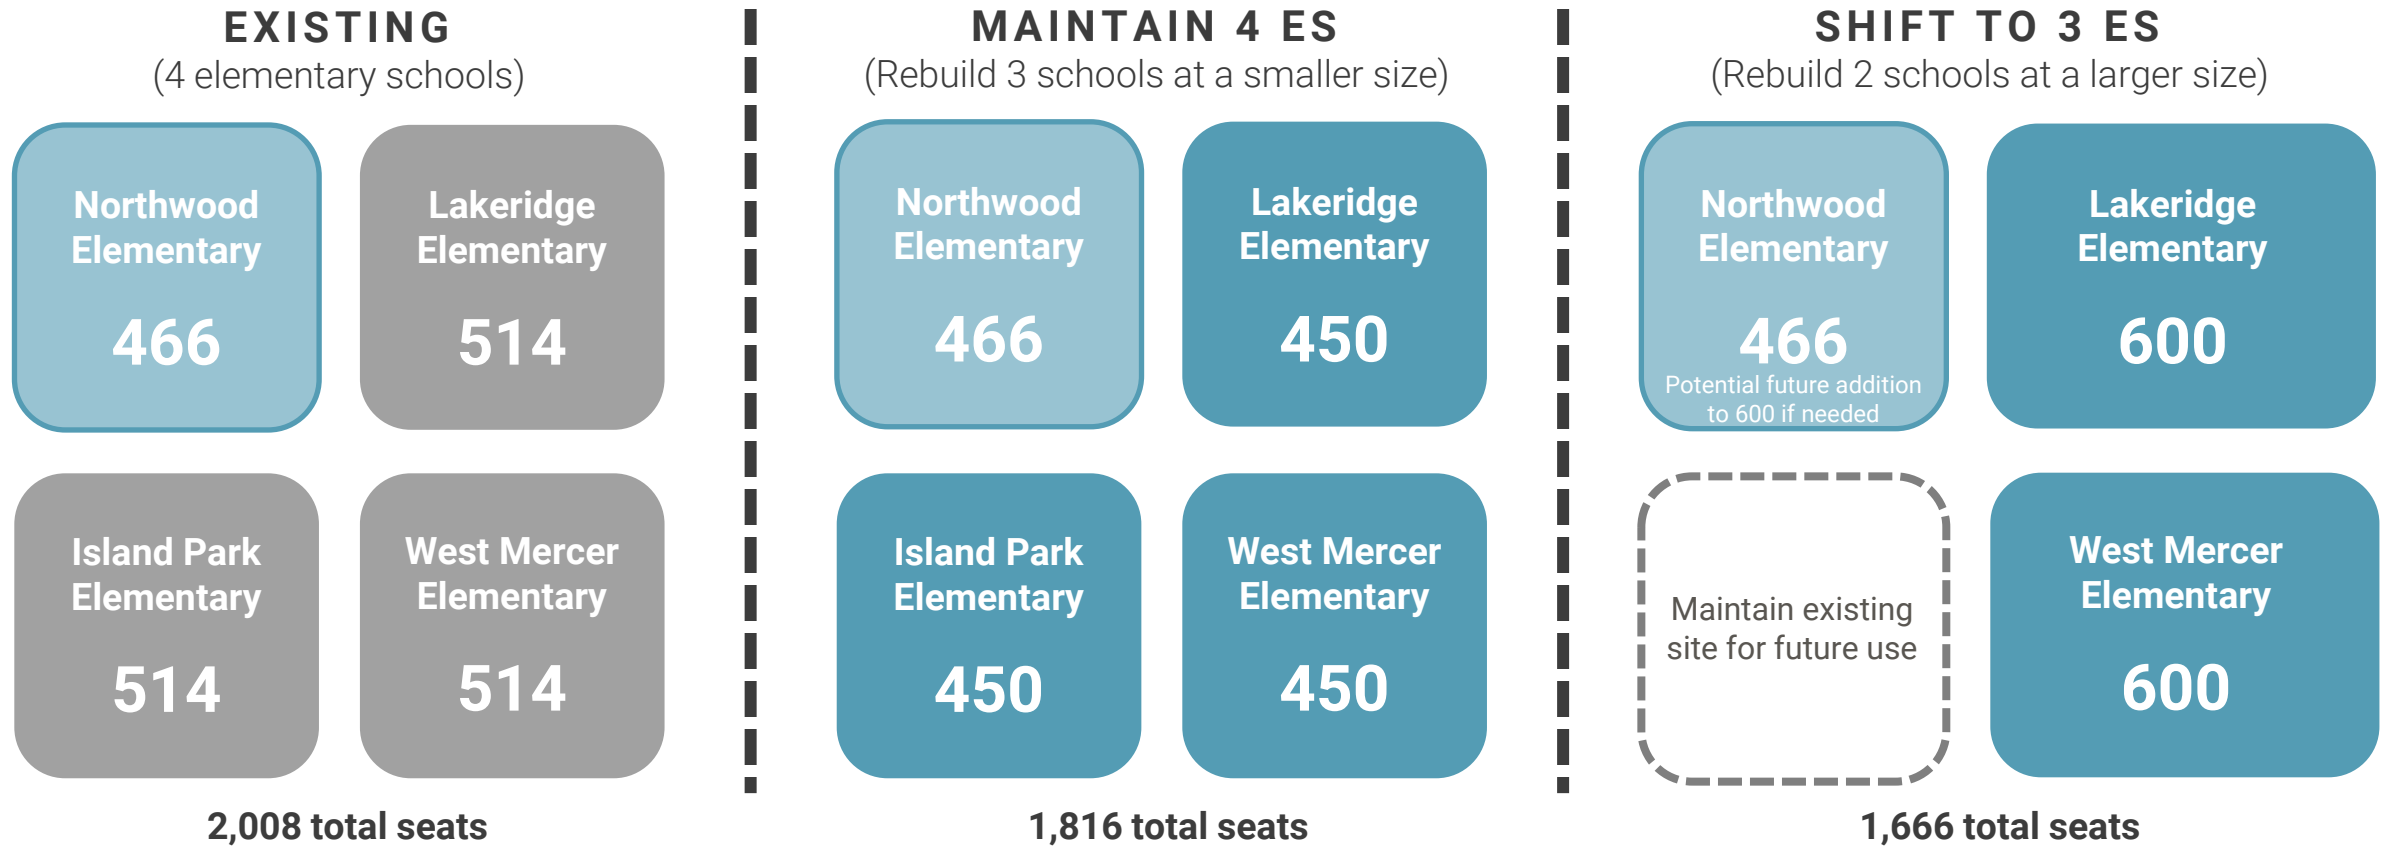 EXISTING
(4 elementary schools)
Northwood
Elementary
466
Lakeridge
Elementary
514
Island Park
Elementary
514
West Mercer
Elementary
514
2,008 total seats
MAINTAIN 4 ES
(Rebuild 3 schools at a smaller size)
Northwood
Elementary
466
Lakeridge
Elementary
450
Island Park
Elementary
450
West Mercer
Elementary
450
1,816 total seats
SHIFT TO 3 ES
(Rebuild 2 schools at a larger size)
Northwood
Elementary
466
Potential future addition
to 600 if needed
Lakeridge
Elementary
600
Maintain existing
site for future use
West Mercer
Elementary
600
1,666 total seats